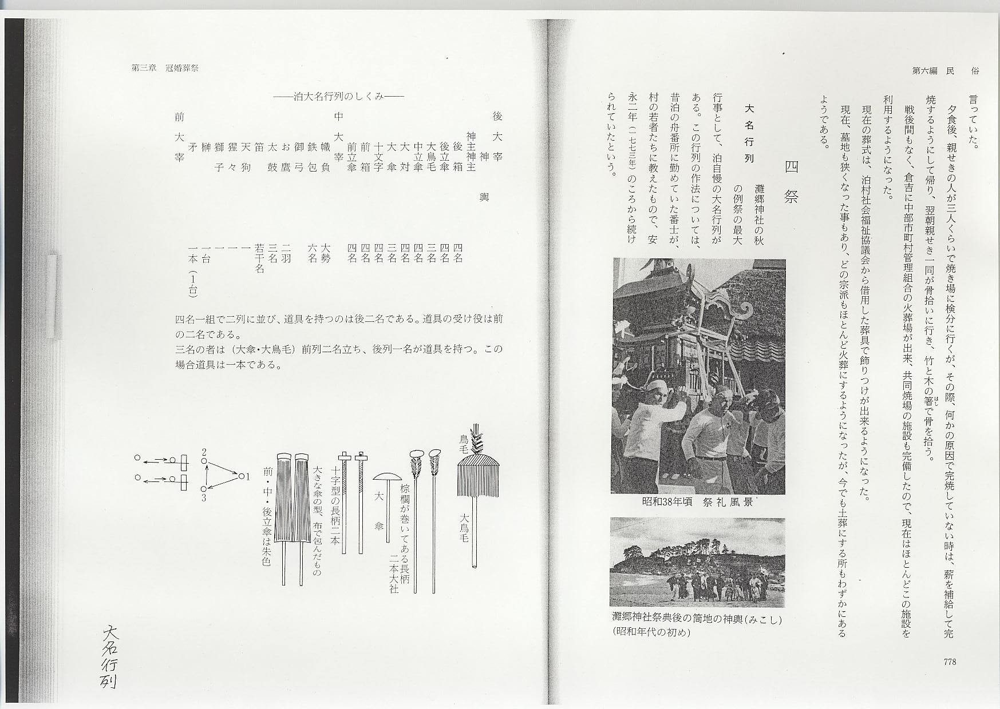 第六編　民　　俗
言っていた。
夕食後、親せきの人が三人くらいで焼き場に検分に行くが、その際、何かの原因で完焼していない時は、薪を補給して完
焼するようにして帰り、翌朝親せき一同が骨拾いに行き、竹と木の箸で骨を拾う。
はし
戦後間もなく、倉吉に中部市町村管理組合の火葬場が出来、共同焼場の施設も完備したので、現在はほとんどこの施設を
利用するようになった。
現在の葬式は、泊村社会福祉協議会から借用した葬具で飾りつけが出来るようになった。
現在、墓地も狭くなった事もあり、どの宗派もほとんど火葬にするようになったが、今でも土葬にする所もわずかにある
ようである。
四　祭
大名行列
灘郷神社の秋
の例祭の最大
行事として、泊自慢の大名行列が
ある。この行列の作法については、
昔泊の舟番所に勤めていた番士が、
村の若者たちに教えたもので、安
永二年（一七七三年）のころから続け
られていたという。
昭和38年頃　祭礼風景
灘郷神社祭典後の筒地の神輿(みこし)
(昭和年代の初め)
778
第三章　冠婚葬祭
──泊大名行列のしくみ──
後大宰
神輿
神主神主
後箱　四名
後立傘　四名
大鳥毛　三名
中立傘　四名
大対　四名
大傘　三名
十文字　四名
前箱　四名
前立傘　四名
中大宰
幟負　大勢
鉄包　六名
御弓
お鷹　二羽
太鼓　三名
笛　若干名
天狗　一
猩々　一
獅子　一
榊　一台
矛　一本（1台）
前大宰
四名一組で二列に並び、道具を持つのは後二名である。道具の受け役は前
の二名である。
三名の者は（大傘・大鳥毛）前列二名立ち、後列一名が道具を持つ。この
場合道具は一本である。
鳥毛
大鳥毛
棕櫚が巻いてある長柄
二本大社
大傘
十字型の長柄二本
大きな傘の型、布で包んだもの
前・中・後立傘は朱色
1
2
3
大名行列